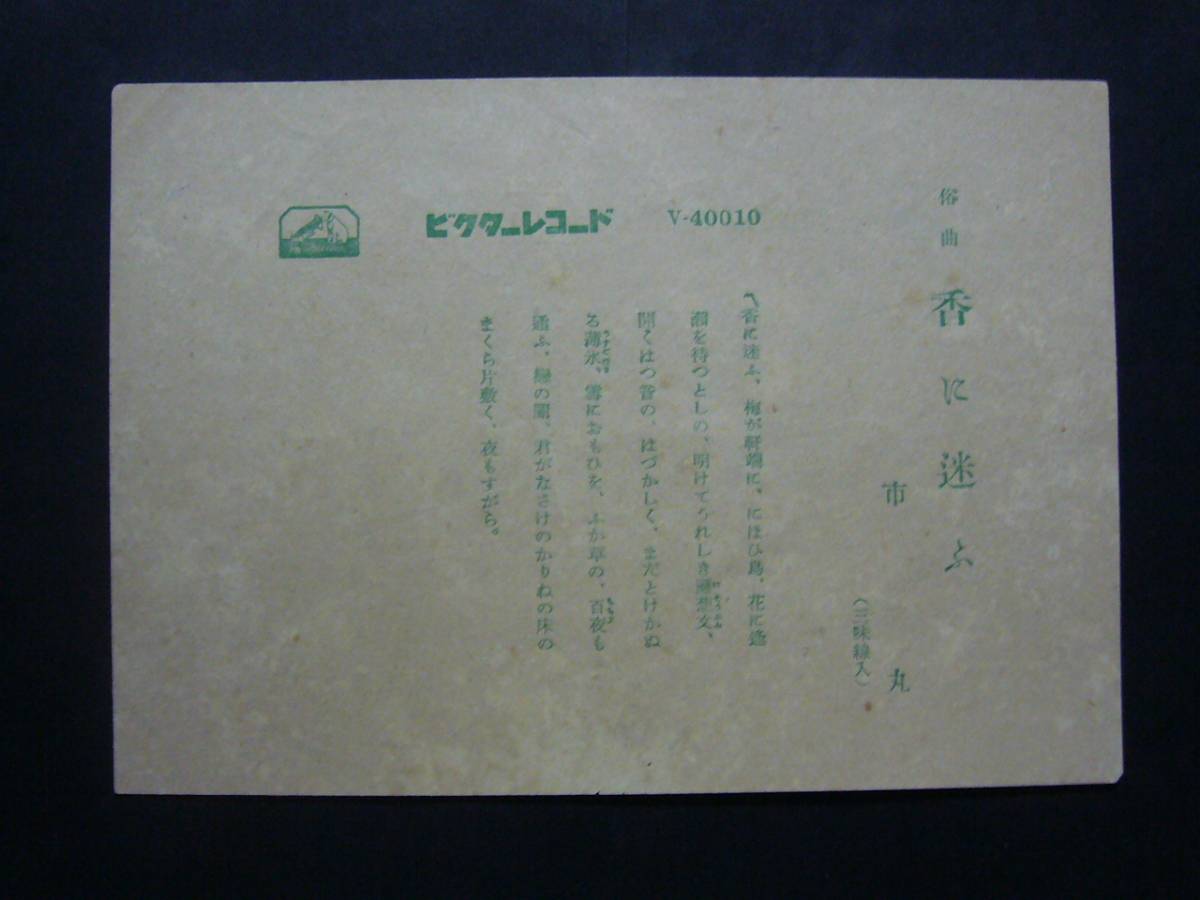 俗曲 香に迷ふ
市丸
(三味線入)
ビクターレコード V-40010
〽香に迷ふ、梅が軒端に、にほひ鳥、花に逢
瀬を待つとしの、明けてうれしき懸想文、
開くはつ音の、はづかしく、まだとけかぬ
る薄氷、雪におもひを、ふか草の、百夜も
通ふ、戀の闇、君がなさけのかりねの床の
まくら片敷く、夜もすがら。